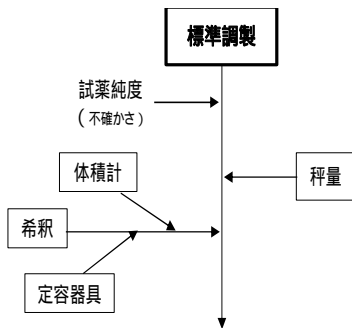 標準調製
試薬純度
(不確かさ)
体積計
秤量
希釈
定容器具